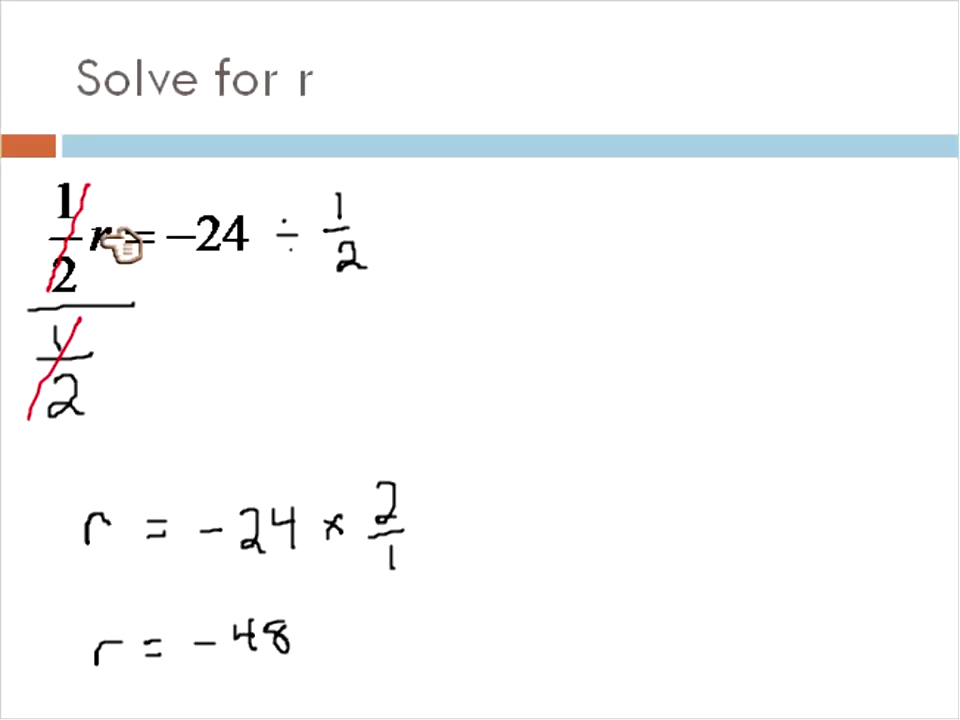 Solve for r
1/2 r = −24 ÷ 1/2
1/2
r = -24 × 2/1
r = -48